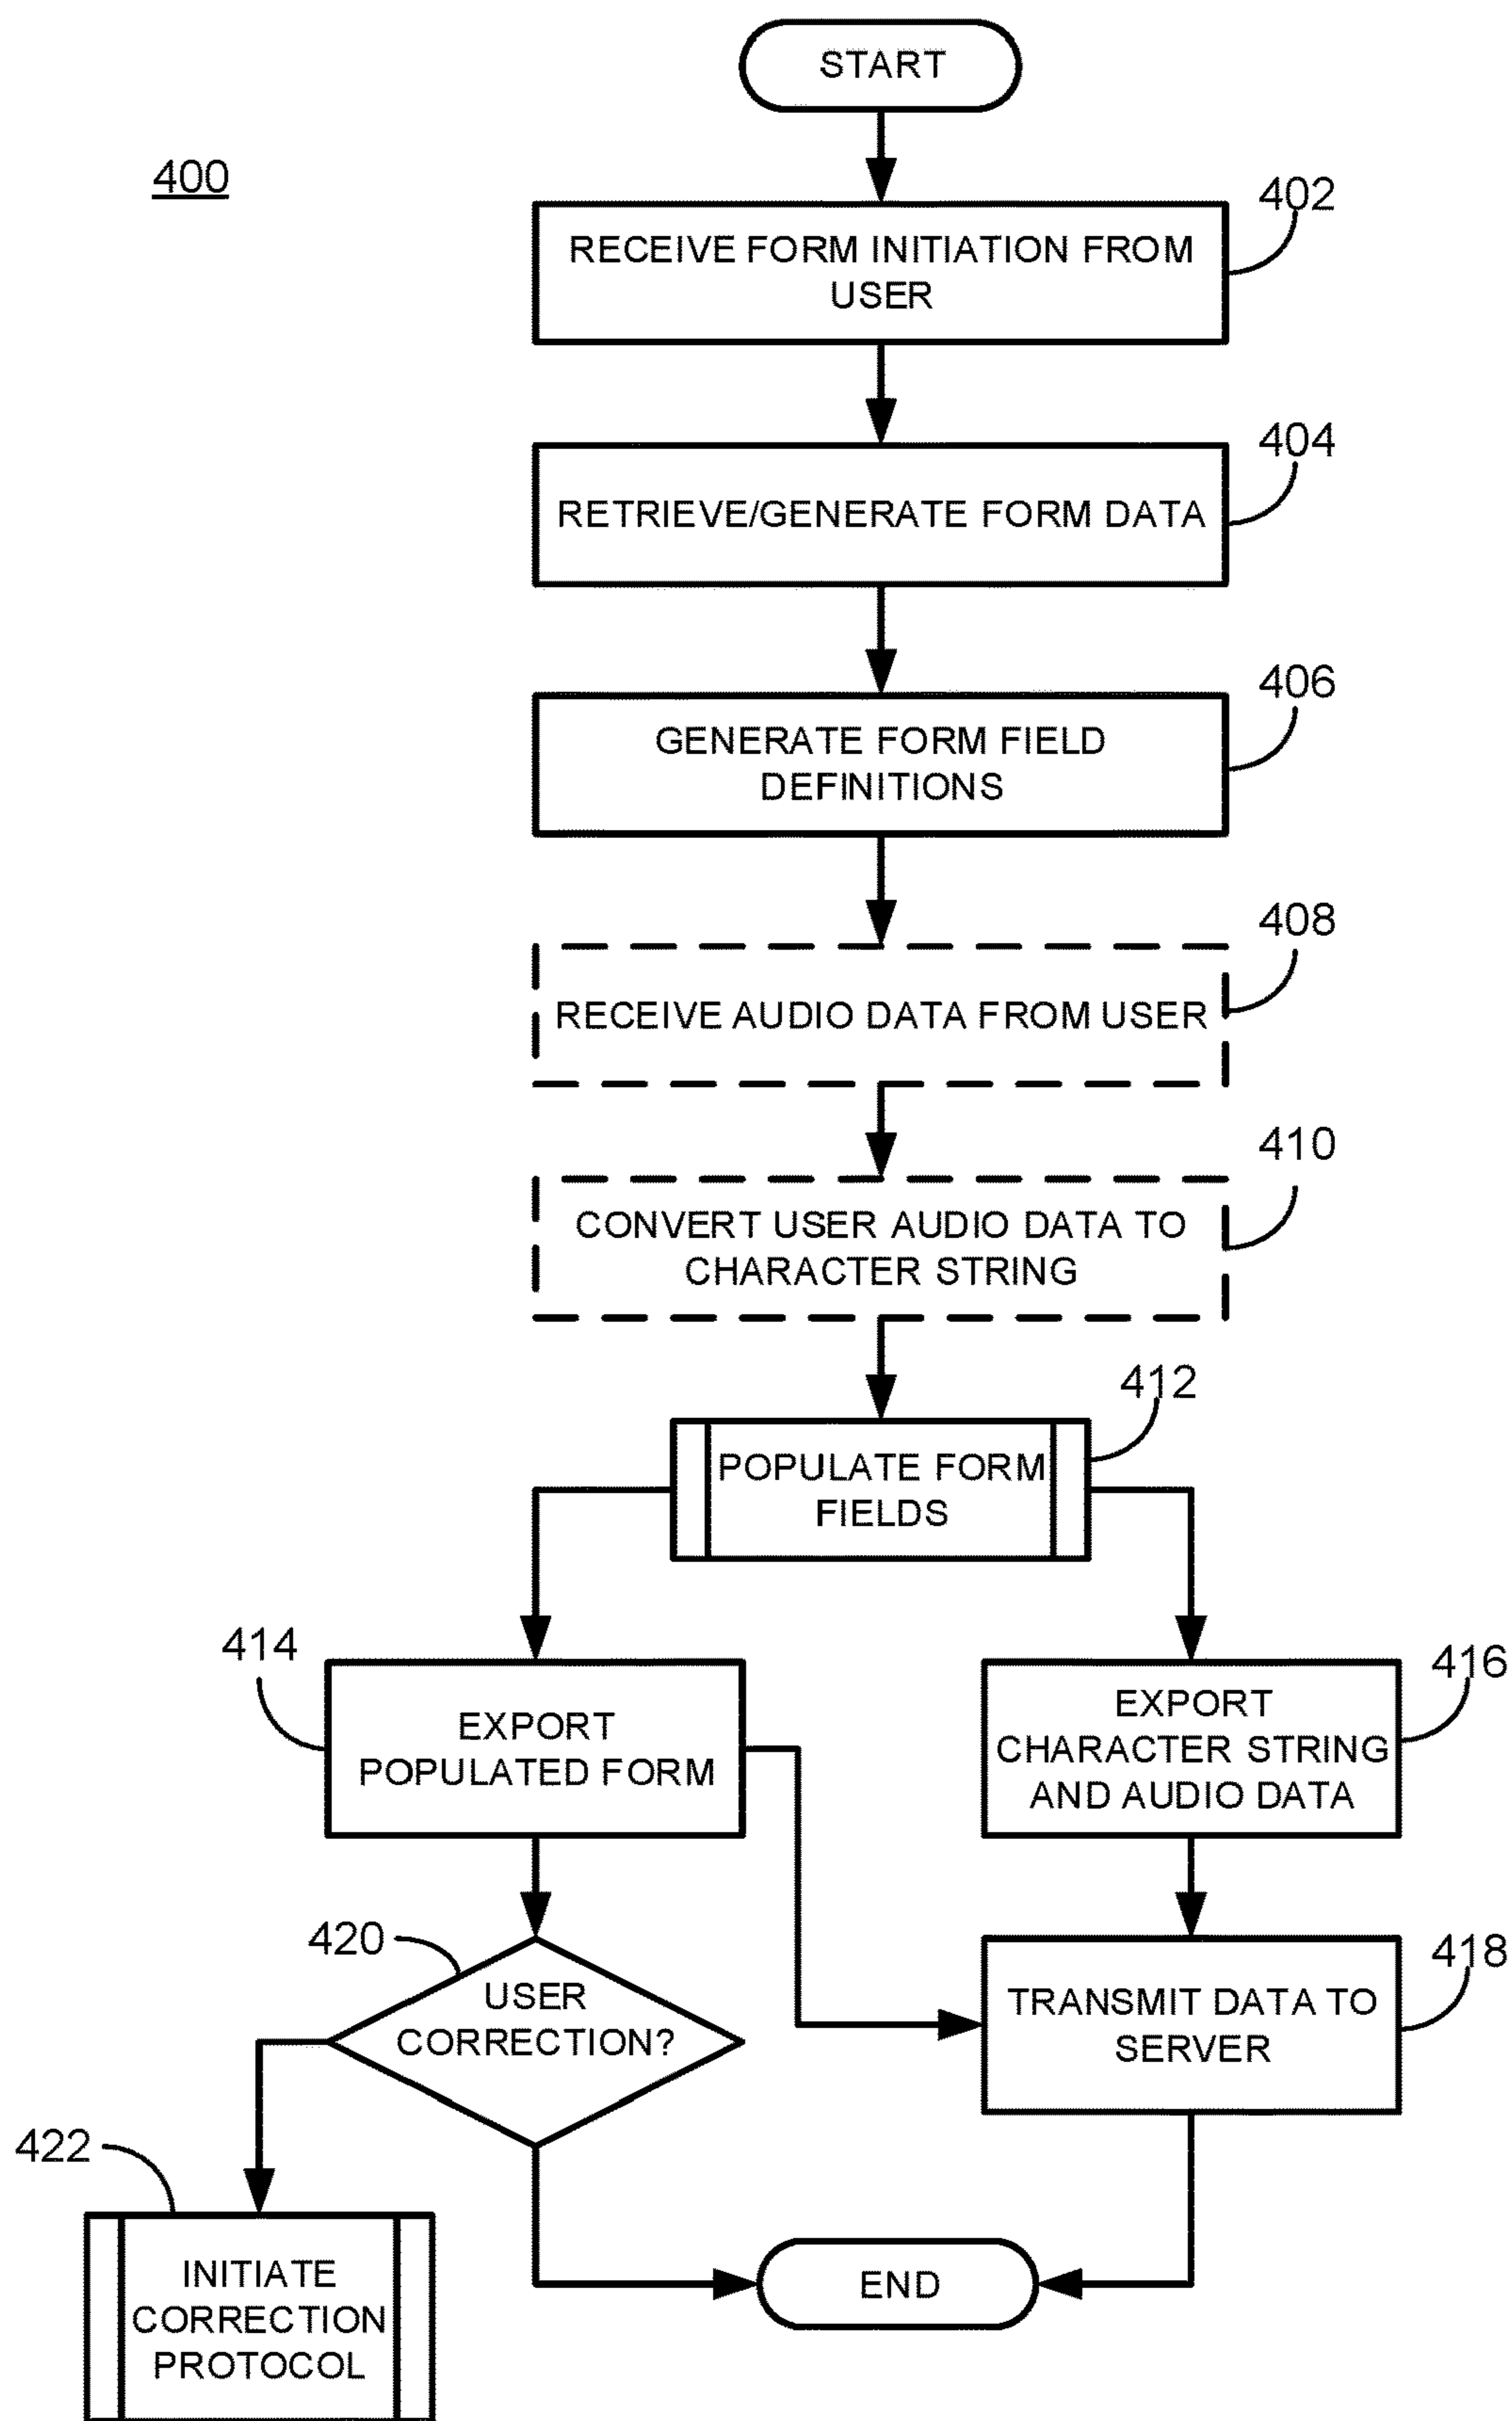 START
400
402
RECEIVE FORM INITIATION FROM
USER
404
RETRIEVE/GENERATE FORM DATA
406
GENERATE FORM FIELD
DEFINITIONS
408
RECEIVE AUDIO DATA FROM USER
410
CONVERT USER AUDIO DATA TO
CHARACTER STRING
412
POPULATE FORM
FIELDS
414
EXPORT
POPULATED FORM
416
EXPORT
CHARACTER STRING
AND AUDIO DATA
420
USER
CORRECTION?
418
TRANSMIT DATA TO
SERVER
422
INITIATE
CORRECTION
PROTOCOL
END